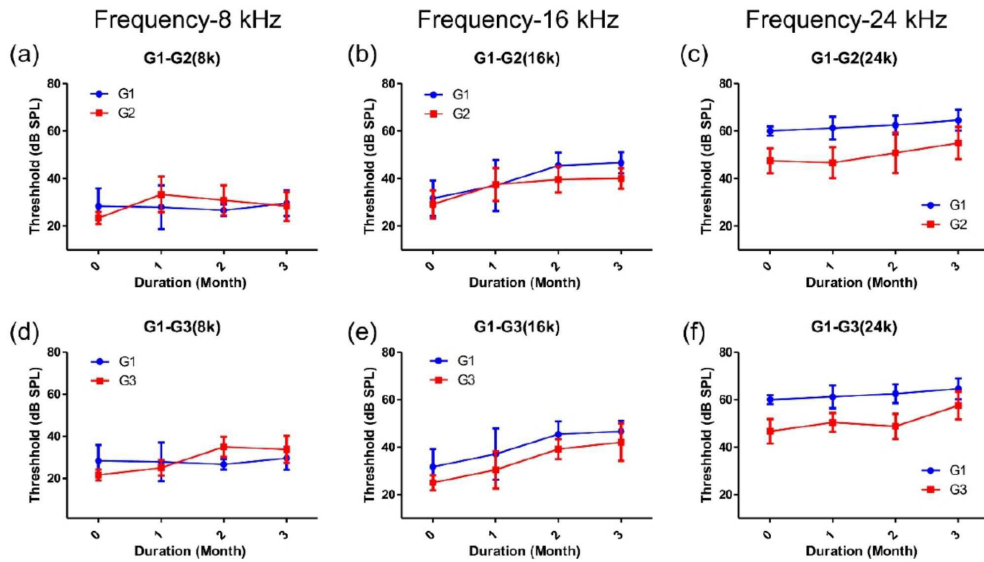 Frequency-8 kHz Frequency-16 kHz Frequency-24 kHz
(a) G1-G2(8k)
80
60
40
20
Threshhold (dB SPL)
G1
G2
0 1 2 3
Duration (Month)
(b) G1-G2(16k)
80
60
40
20
Threshhold (dB SPL)
G1
G2
0 1 2 3
Duration (Month)
(c) G1-G2(24k)
80
60
40
20
Threshhold (dB SPL)
G1
G2
0 1 2 3
Duration (Month)
(d) G1-G3(8k)
80
60
40
20
Threshhold (dB SPL)
G1
G3
0 1 2 3
Duration (Month)
(e) G1-G3(16k)
80
60
40
20
Threshhold (dB SPL)
G1
G3
0 1 2 3
Duration (Month)
(f) G1-G3(24k)
80
60
40
20
Threshhold (dB SPL)
G1
G3
0 1 2 3
Duration (Month)